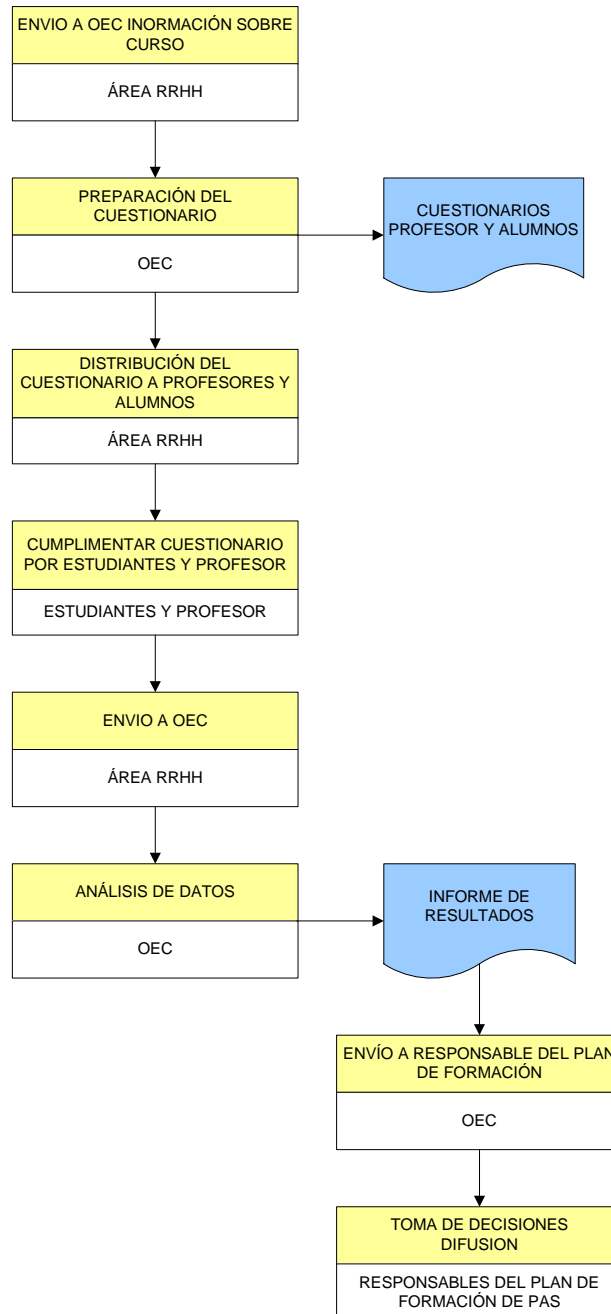 ENVIO A OEC INORMACIÓN SOBRE
CURSO
ÁREA RRHH
PREPARACIÓN DEL
CUESTIONARIO
OEC
CUESTIONARIOS
PROFESOR Y ALUMNOS
DISTRIBUCIÓN DEL
CUESTIONARIO A PROFESORES Y
ALUMNOS
ÁREA RRHH
CUMPLIMENTAR CUESTIONARIO
POR ESTUDIANTES Y PROFESOR
ESTUDIANTES Y PROFESOR
ENVIO A OEC
ÁREA RRHH
ANÁLISIS DE DATOS
OEC
INFORME DE
RESULTADOS
ENVÍO A RESPONSABLE DEL PLAN
DE FORMACIÓN
OEC
TOMA DE DECISIONES
DIFUSION
RESPONSABLES DEL PLAN DE
FORMACIÓN DE PAS